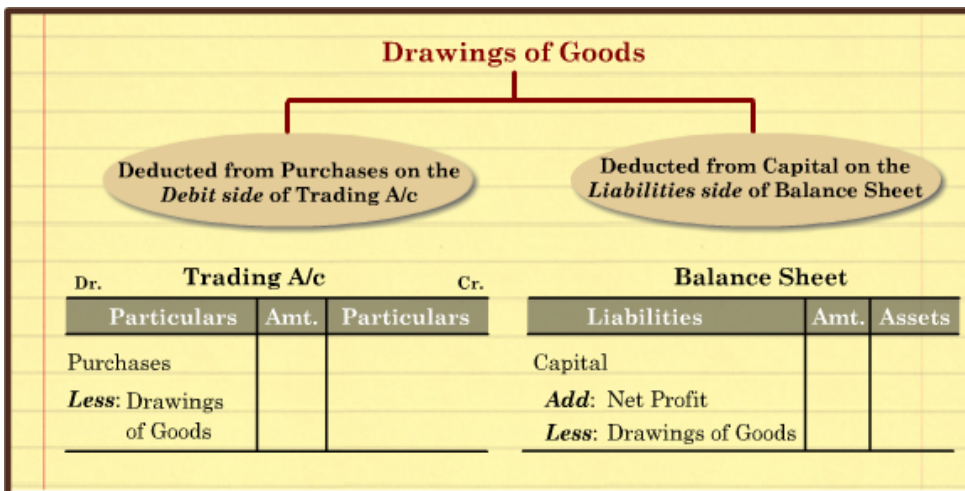 Drawings of Goods
Deducted from Purchases on the
Debit side of Trading A/c
Deducted from Capital on the
Liabilities side of Balance Sheet
Dr. Trading A/c Cr.
Particulars Amt. Particulars
Purchases
Less: Drawings
of Goods
Balance Sheet
Liabilities Amt. Assets
Capital
Add: Net Profit
Less: Drawings of Goods